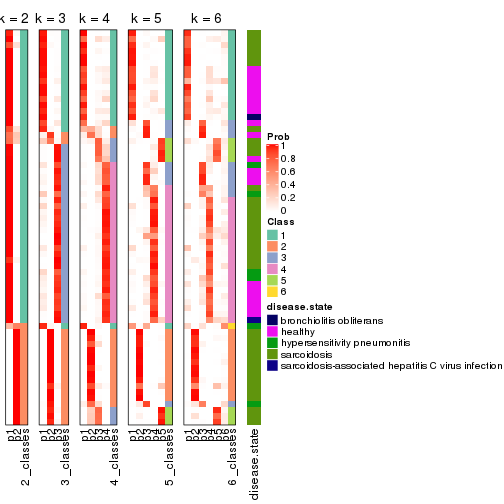 k = 2
k = 3
k = 4
k = 5
k = 6
p1
p2
2_classes
p1
p2
p3
3_classes
p1
p2
p3
p4
4_classes
p1
p2
p3
p4
p5
5_classes
p1
p2
p3
p4
p5
p6
6_classes
disease.state
Prob
1
0.8
0.6
0.4
0.2
0
Class
1
2
3
4
5
6
disease.state
bronchiolitis obliterans
healthy
hypersensitivity pneumonitis
sarcoidosis
sarcoidosis-associated hepatitis C virus infection